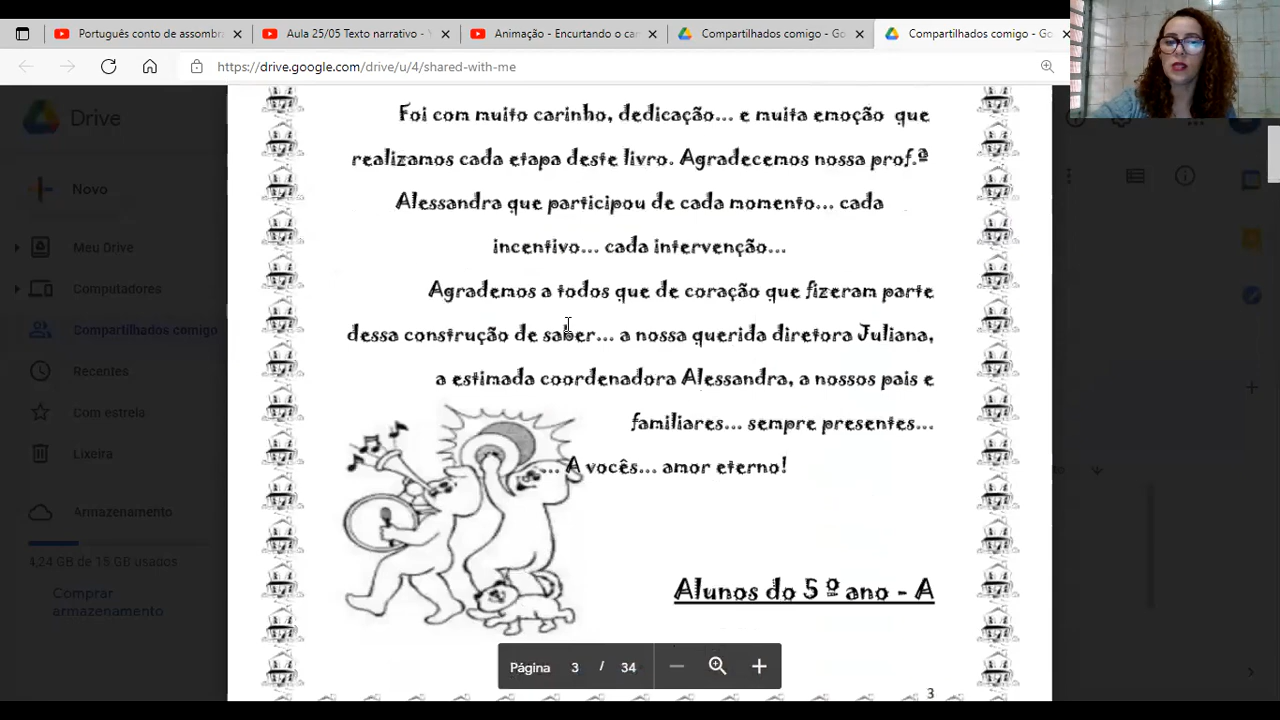 Português conto de assombra
Aula 25/05 Texto narrativo -
Animação - Encurtando o car
Compartilhados comigo - Go
Compartilhados comigo - Go
https://drive.google.com/drive/u/4/shared-with-me
Drive
Novo
Meu Drive
Computadores
Compartilhados comigo
Recentes
Com estrela
Lixeira
Armazenamento
4,24 GB de 15 GB usados
Comprar
armazenamento
Foi com muito carinho, dedicação... e muita emoção que
realizamos cada etapa deste livro. Agradecemos nossa prof.ª
Alessandra que participou de cada momento... cada
incentivo... cada intervenção...
Agrademos a todos que de coração que fizeram parte
dessa construção de saber... a nossa querida diretora Juliana,
a estimada coordenadora Alessandra, a nossos pais e
familiares... sempre presentes...
... A vocês... amor eterno!
Alunos do 5º ano - A
Página 3 / 34
3